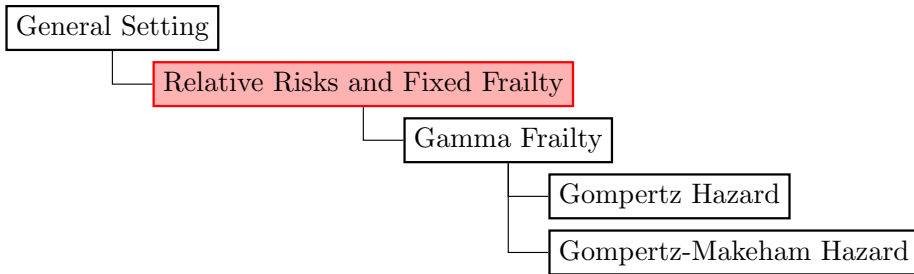 General Setting
Relative Risks and Fixed Frailty
Gamma Frailty
Gompertz Hazard
Gompertz-Makeham Hazard